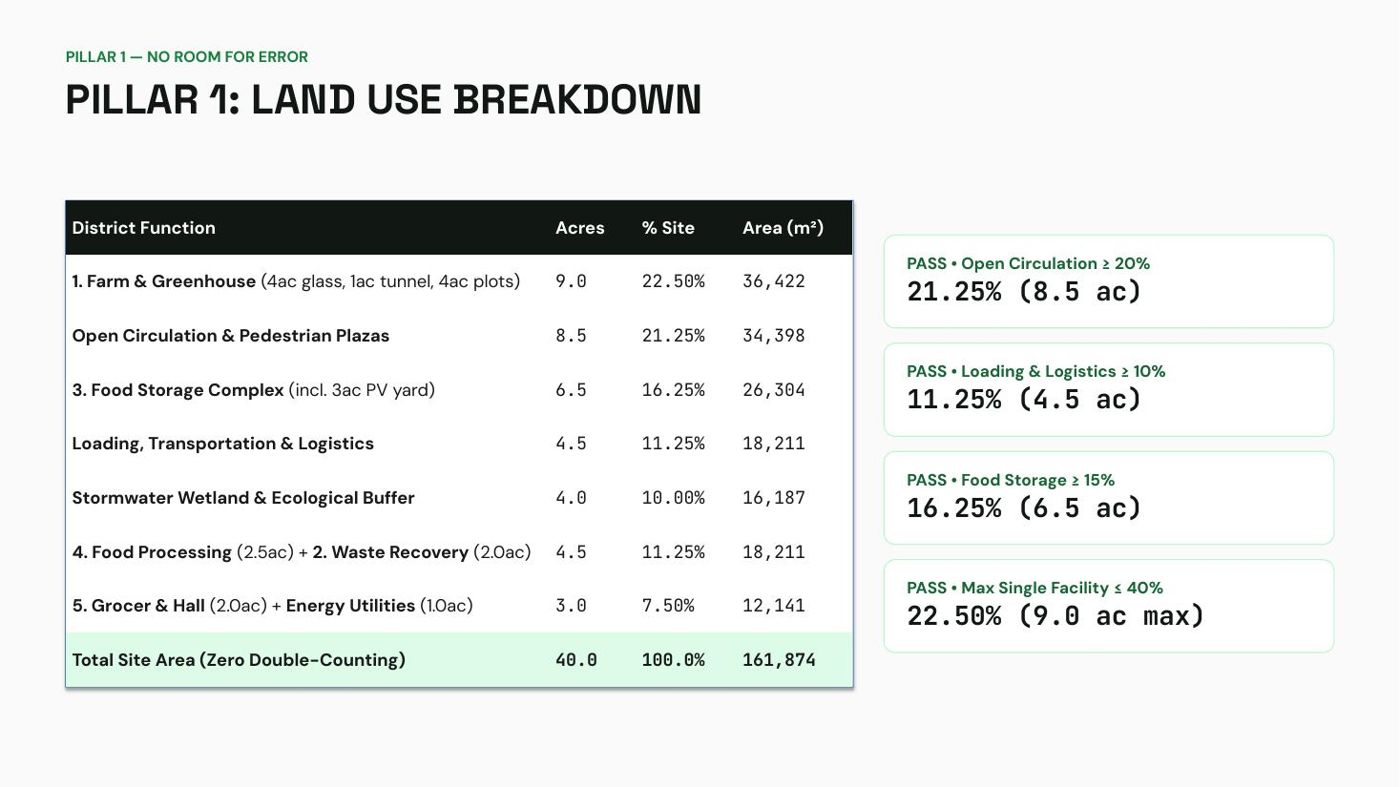 PILLAR 1 — NO ROOM FOR ERROR
PILLAR 1: LAND USE BREAKDOWN
District Function Acres % Site Area (m²)
1. Farm & Greenhouse (4ac glass, 1ac tunnel, 4ac plots) 9.0 22.50% 36,422
Open Circulation & Pedestrian Plazas 8.5 21.25% 34,398
3. Food Storage Complex (incl. 3ac PV yard) 6.5 16.25% 26,304
Loading, Transportation & Logistics 4.5 11.25% 18,211
Stormwater Wetland & Ecological Buffer 4.0 10.00% 16,187
4. Food Processing (2.5ac) + 2. Waste Recovery (2.0ac) 4.5 11.25% 18,211
5. Grocer & Hall (2.0ac) + Energy Utilities (1.0ac) 3.0 7.50% 12,141
Total Site Area (Zero Double-Counting) 40.0 100.0% 161,874
PASS • Open Circulation ≥ 20%
21.25% (8.5 ac)
PASS • Loading & Logistics ≥ 10%
11.25% (4.5 ac)
PASS • Food Storage ≥ 15%
16.25% (6.5 ac)
PASS • Max Single Facility ≤ 40%
22.50% (9.0 ac max)